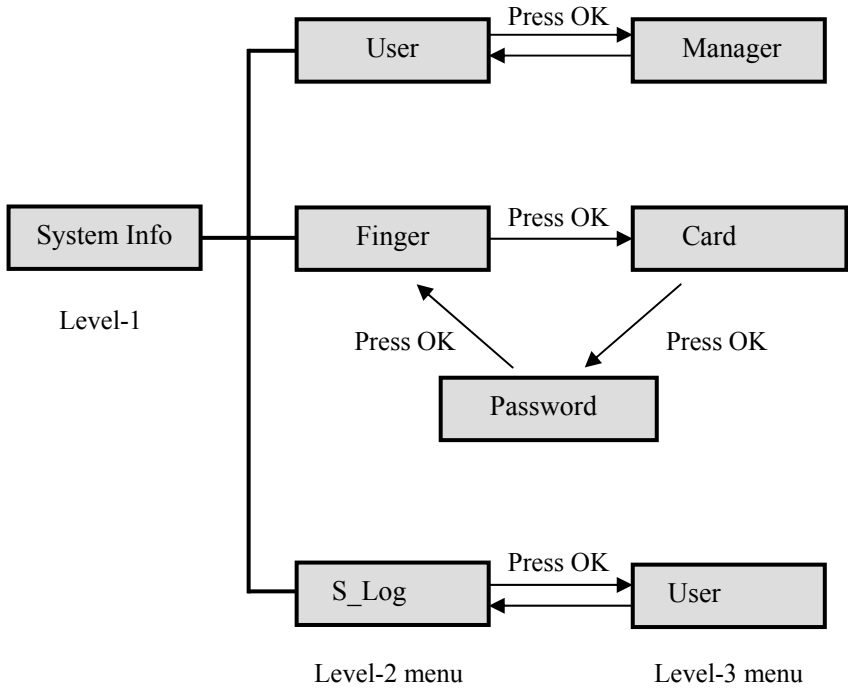 Press OK
User
Manager
System Info
Level-1
Finger
Press OK
Card
Press OK
Press OK
Password
S_Log
Press OK
User
Level-2 menu
Level-3 menu